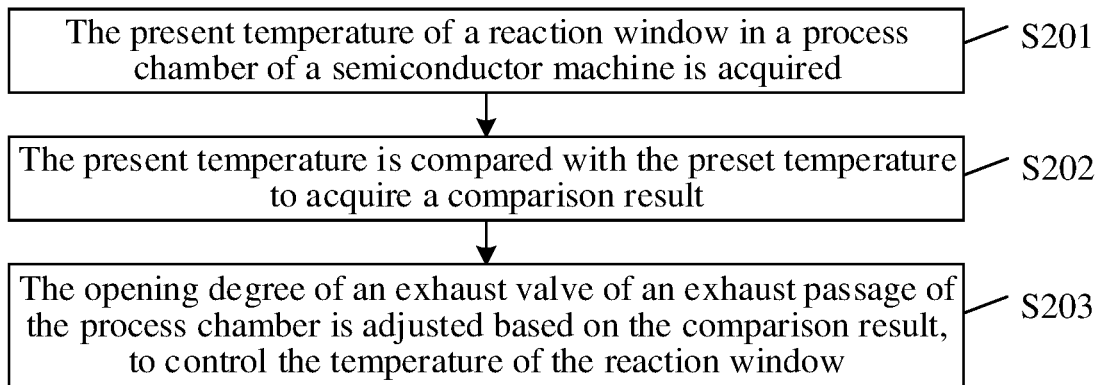 The present temperature of a reaction window in a process
chamber of a semiconductor machine is acquired
S201
The present temperature is compared with the preset temperature
to acquire a comparison result
S202
The opening degree of an exhaust valve of an exhaust passage of
the process chamber is adjusted based on the comparison result,
to control the temperature of the reaction window
S203